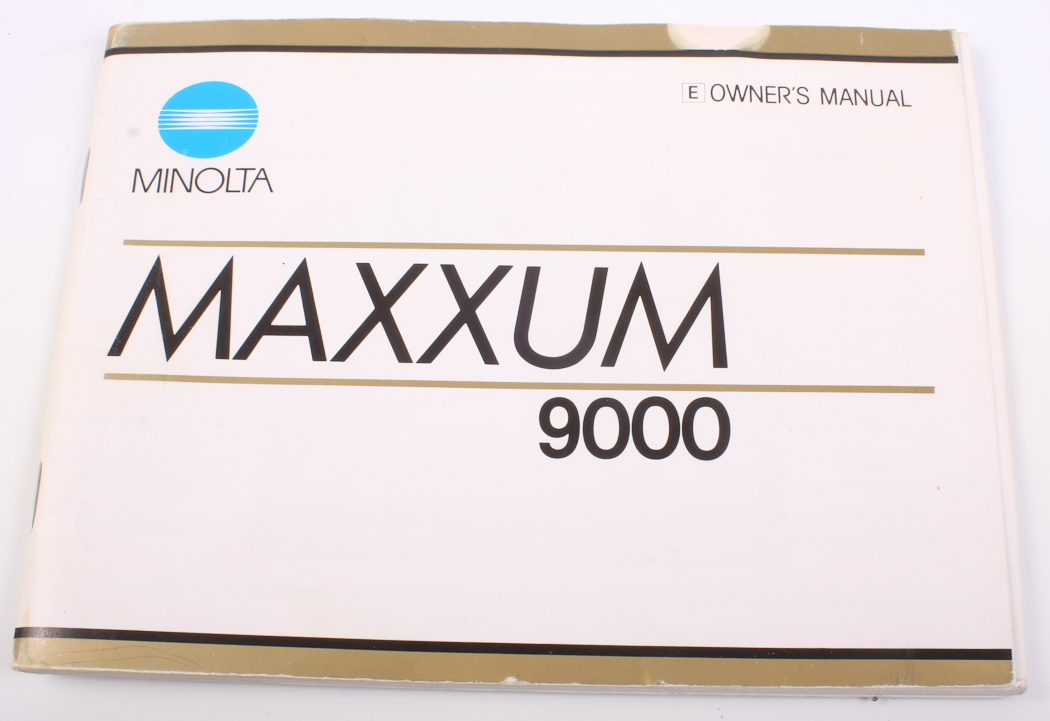 E OWNER'S MANUAL
MINOLTA
MAXXUM
9000